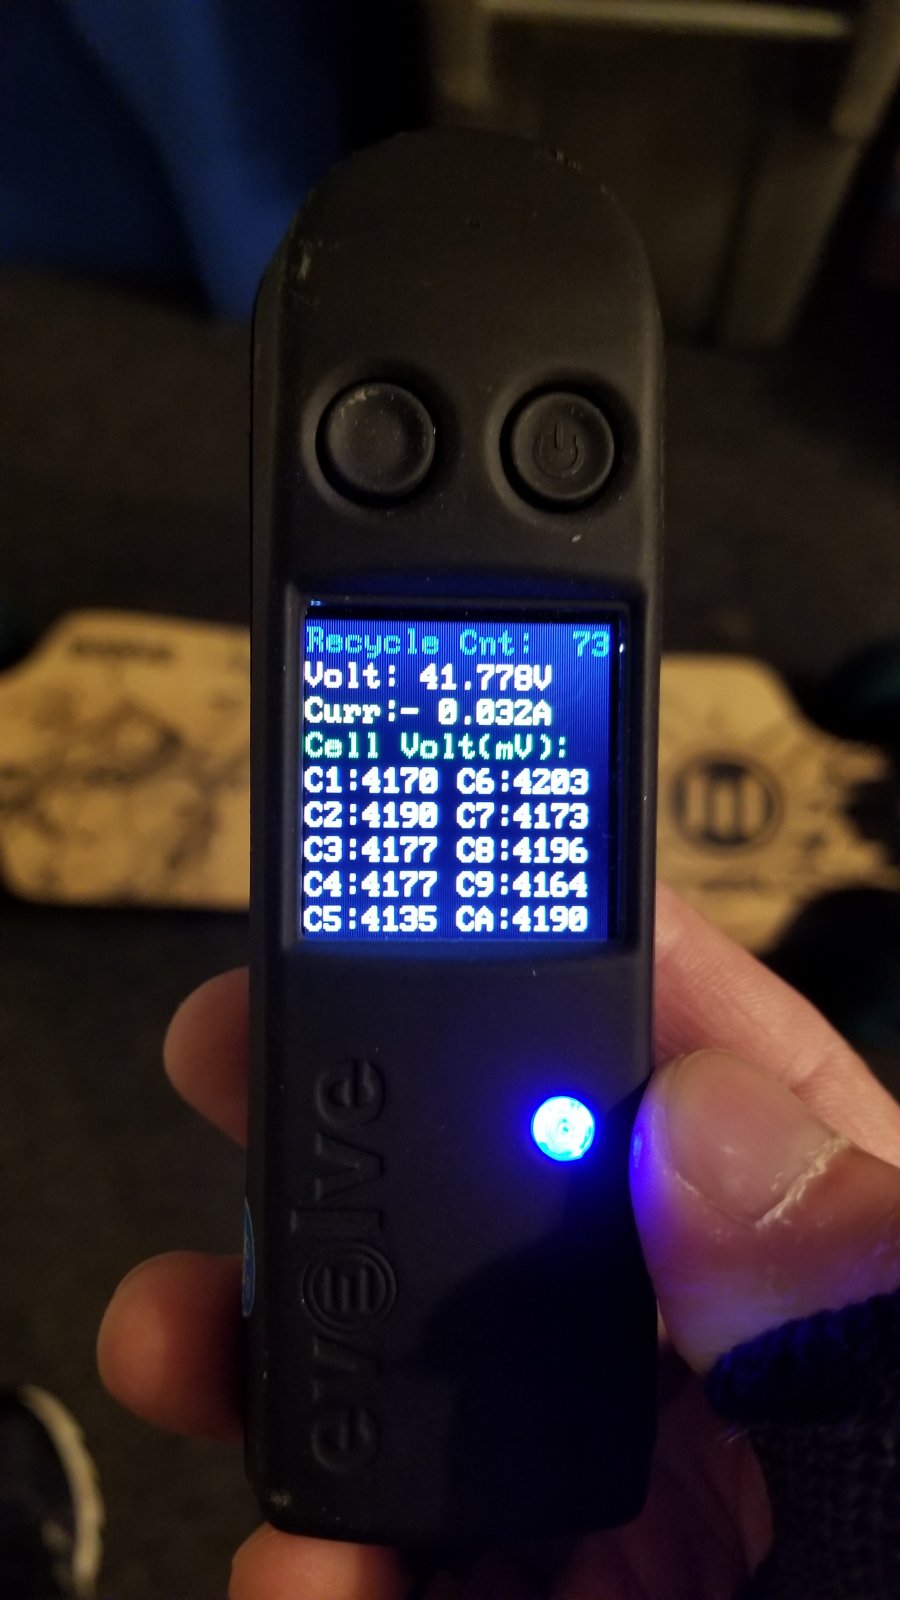 Recycle Cnt: 73
Volt: 41.778V
Curr:- 0.032A
Cell Volt(mV):
C1:4170 C6:4203
C2:4190 C7:4173
C3:4177 C8:4196
C4:4177 C9:4164
C5:4135 CA:4190
evolve